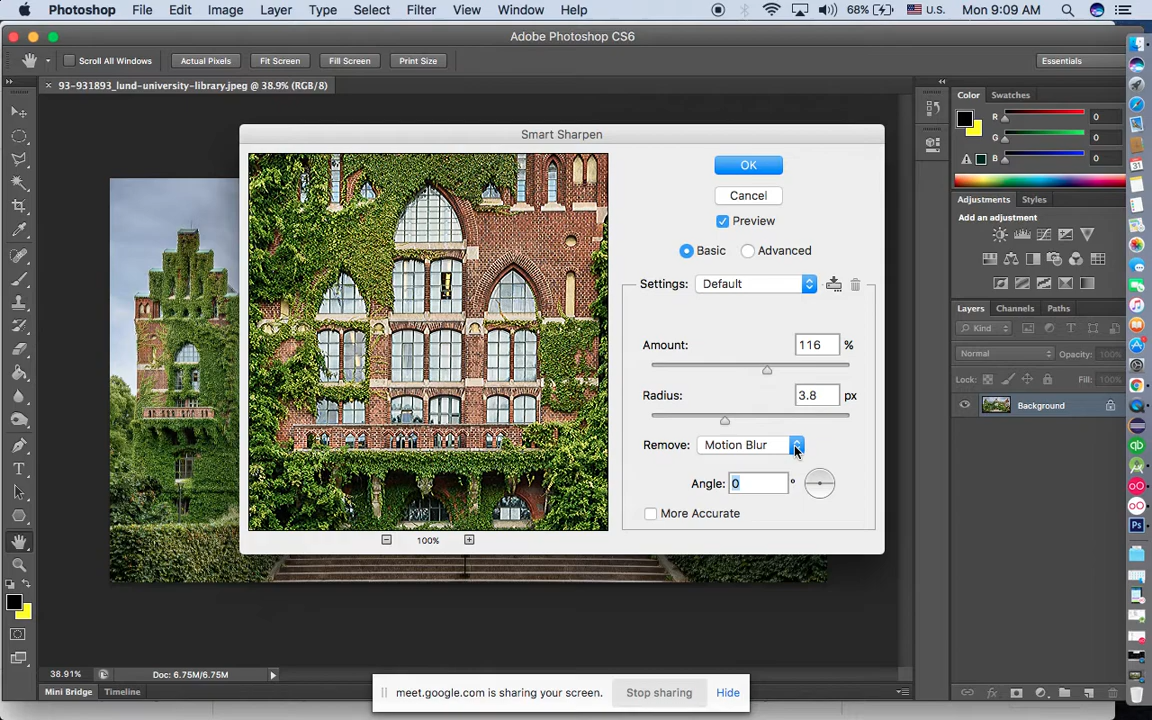 Photoshop File Edit Image Layer Type Select Filter View Window Help 68% U.S. Mon 9:09 AM
Adobe Photoshop CS6
Scroll All Windows Actual Pixels Fit Screen Fill Screen Print Size Essentials
× 93-931893_lund-university-library.jpeg @ 38.9% (RGB/8)
Color Swatches
R 0
G 0
B 0
Smart Sharpen
OK
Cancel
Preview
Basic Advanced
Settings: Default
Amount: 116 %
Radius: 3.8 px
Remove: Motion Blur
Angle: 0 °
More Accurate
100%
Adjustments Styles
Add an adjustment
Layers Channels Paths
Kind
Normal Opacity: 100%
Lock: Fill: 100%
Background
38.91% Doc: 6.75M/6.75M
Mini Bridge Timeline
meet.google.com is sharing your screen. Stop sharing Hide